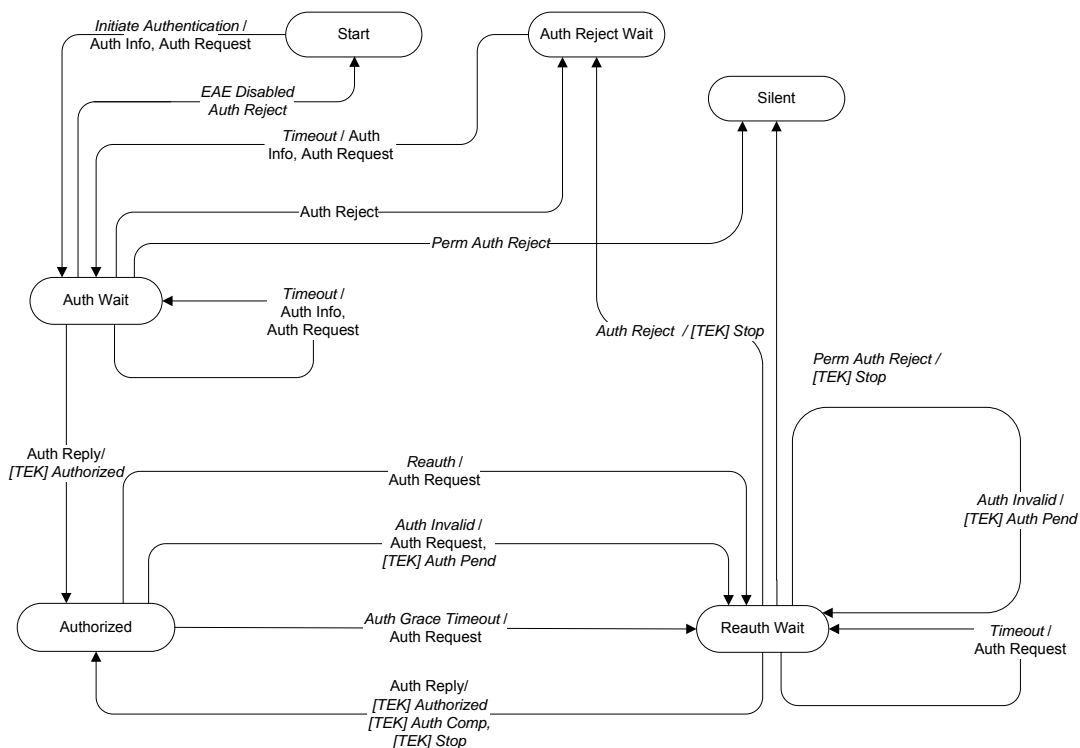 Initiate Authentication /
Auth Info, Auth Request
Start
Auth Reject Wait
EAE Disabled
Auth Reject
Silent
Timeout / Auth
Info, Auth Request
Auth Reject
Perm Auth Reject
Auth Wait
Timeout /
Auth Info,
Auth Request
Auth Reject  / [TEK] Stop
Perm Auth Reject /
[TEK] Stop
Auth Reply/
[TEK] Authorized
Reauth /
Auth Request
Auth Invalid /
[TEK] Auth Pend
Auth Invalid /
Auth Request,
[TEK] Auth Pend
Authorized
Auth Grace Timeout /
Auth Request
Reauth Wait
Timeout /
Auth Request
Auth Reply/
[TEK] Authorized
[TEK] Auth Comp,
[TEK] Stop